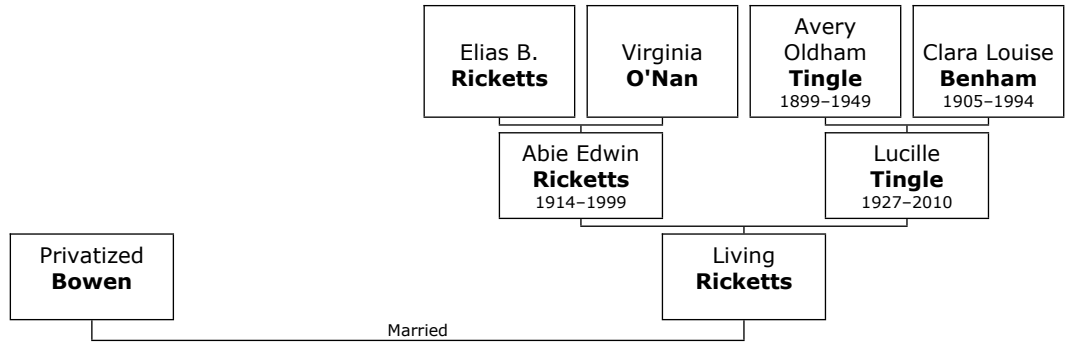 Elias B.
Ricketts
Virginia
O'Nan
Avery
Oldham
Tingle
1899–1949
Clara Louise
Benham
1905–1994
Abie Edwin
Ricketts
1914–1999
Lucille
Tingle
1927–2010
Privatized
Bowen
Living
Ricketts
Married